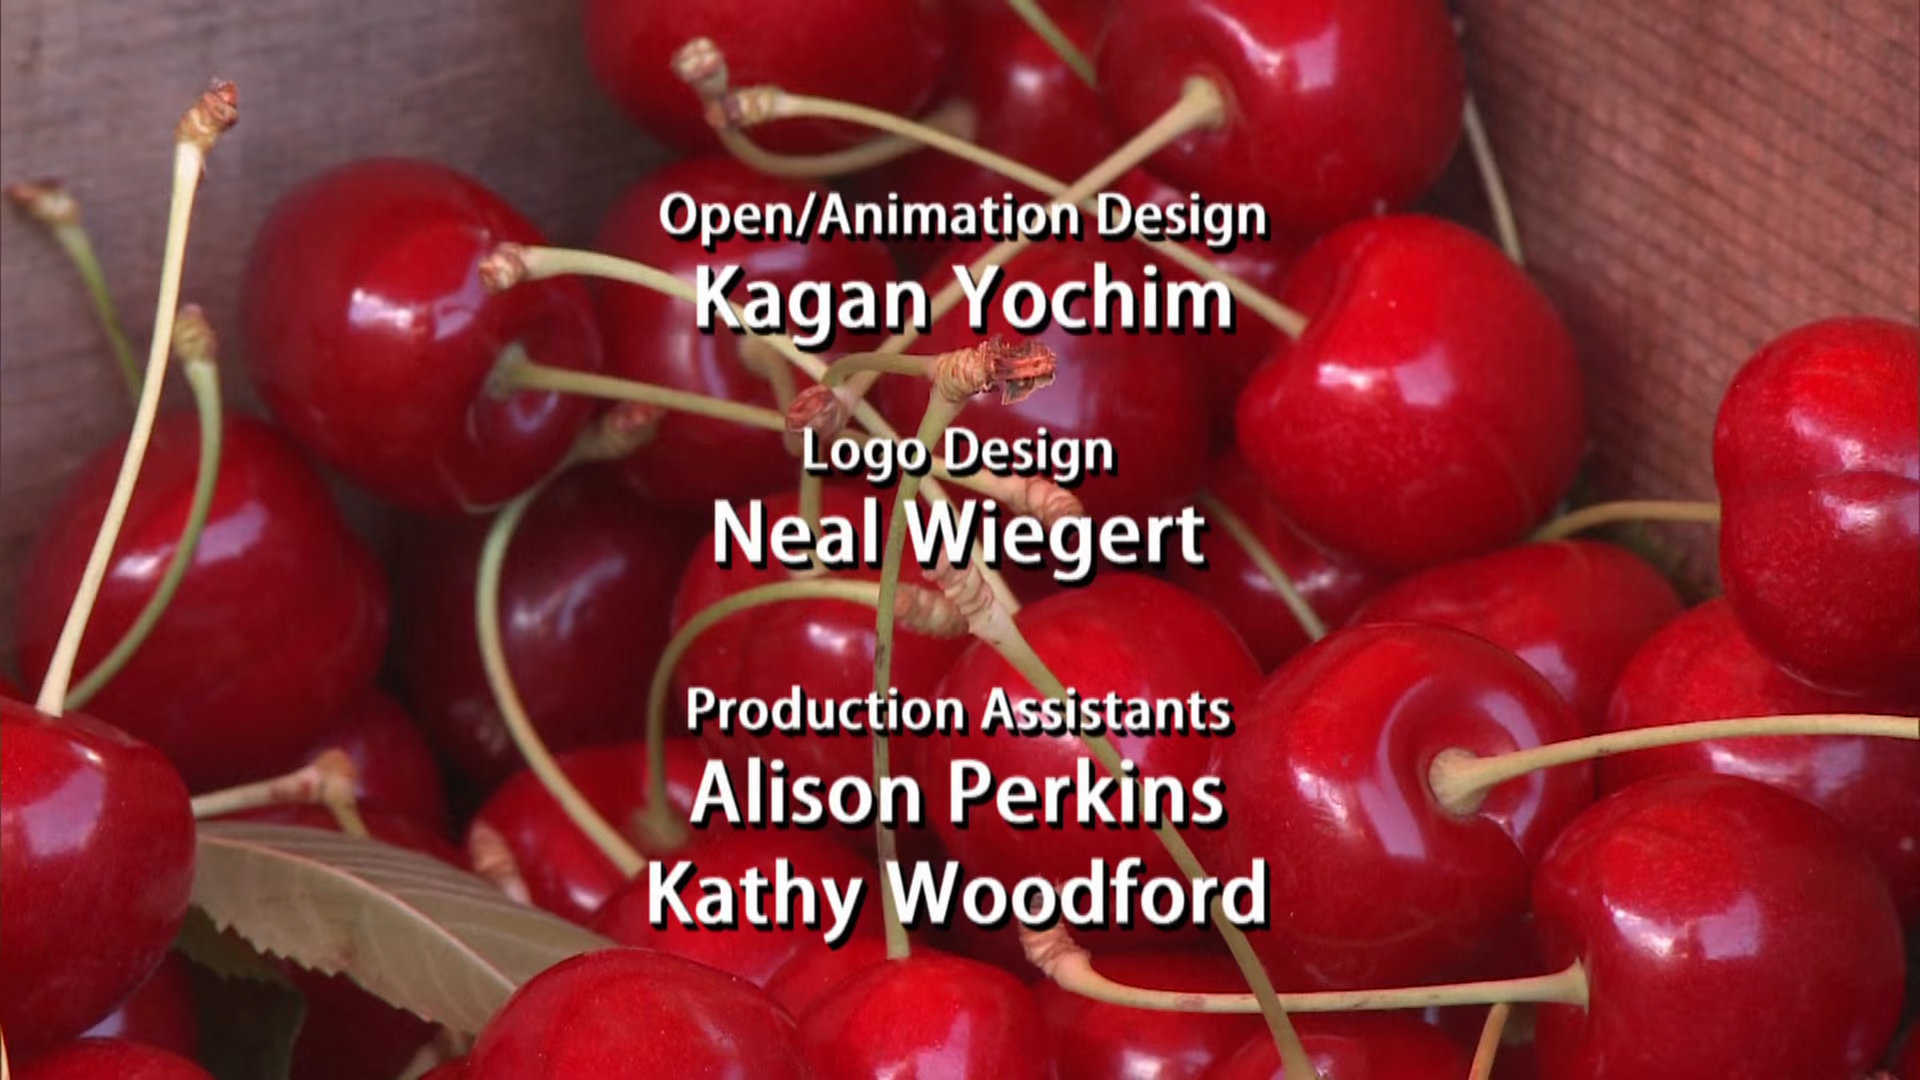 Open/Animation Design
Kagan Yochim
Logo Design
Neal Wiegert
Production Assistants
Alison Perkins
Kathy Woodford